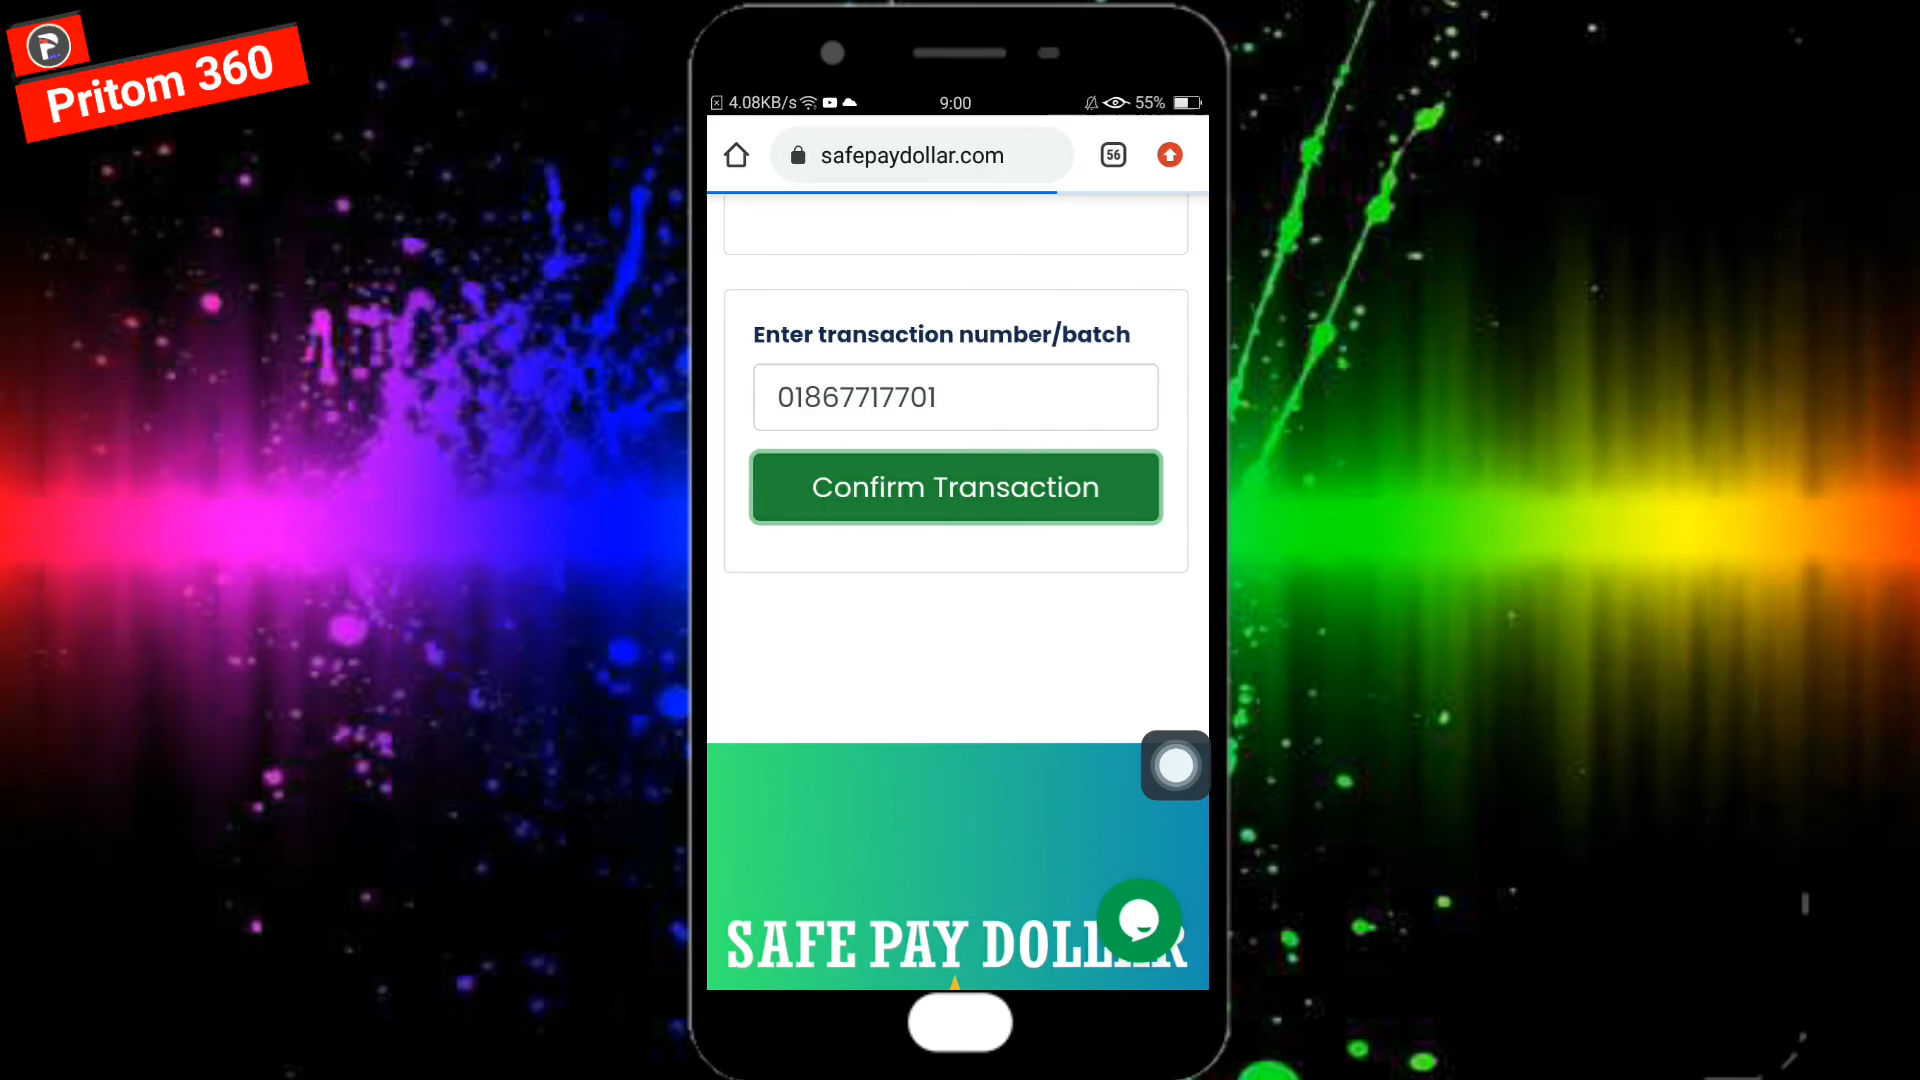 Pritom 360
4.08KB/s 9:00 55%
safepaydollar.com 56
Enter transaction number/batch
01867717701
Confirm Transaction
SAFE PAY DOLLAR